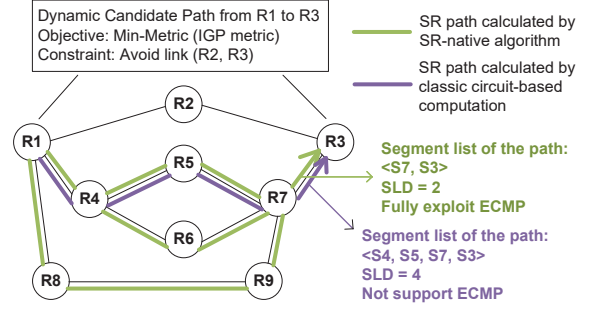 Dynamic Candidate Path from R1 to R3
Objective: Min-Metric (IGP metric)
Constraint: Avoid link (R2, R3)
SR path calculated by
SR-native algorithm
SR path calculated by
classic circuit-based
computation
R2
R1
R3
R5
R4
R7
R6
R8
R9
Segment list of the path:
<S7, S3>
SLD = 2
Fully exploit ECMP
Segment list of the path:
<S4, S5, S7, S3>
SLD = 4
Not support ECMP